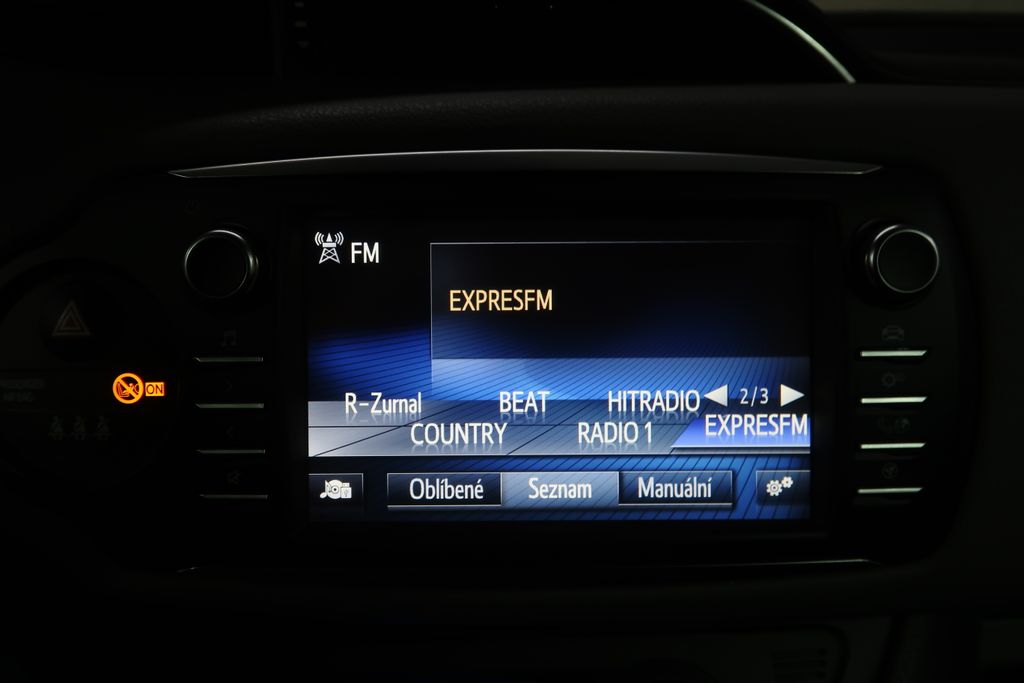 FM
EXPRESFM
R-Zurnal BEAT HITRADIO 2/3
COUNTRY RADIO 1 EXPRESFM
ON
Oblíbené Seznam Manuální